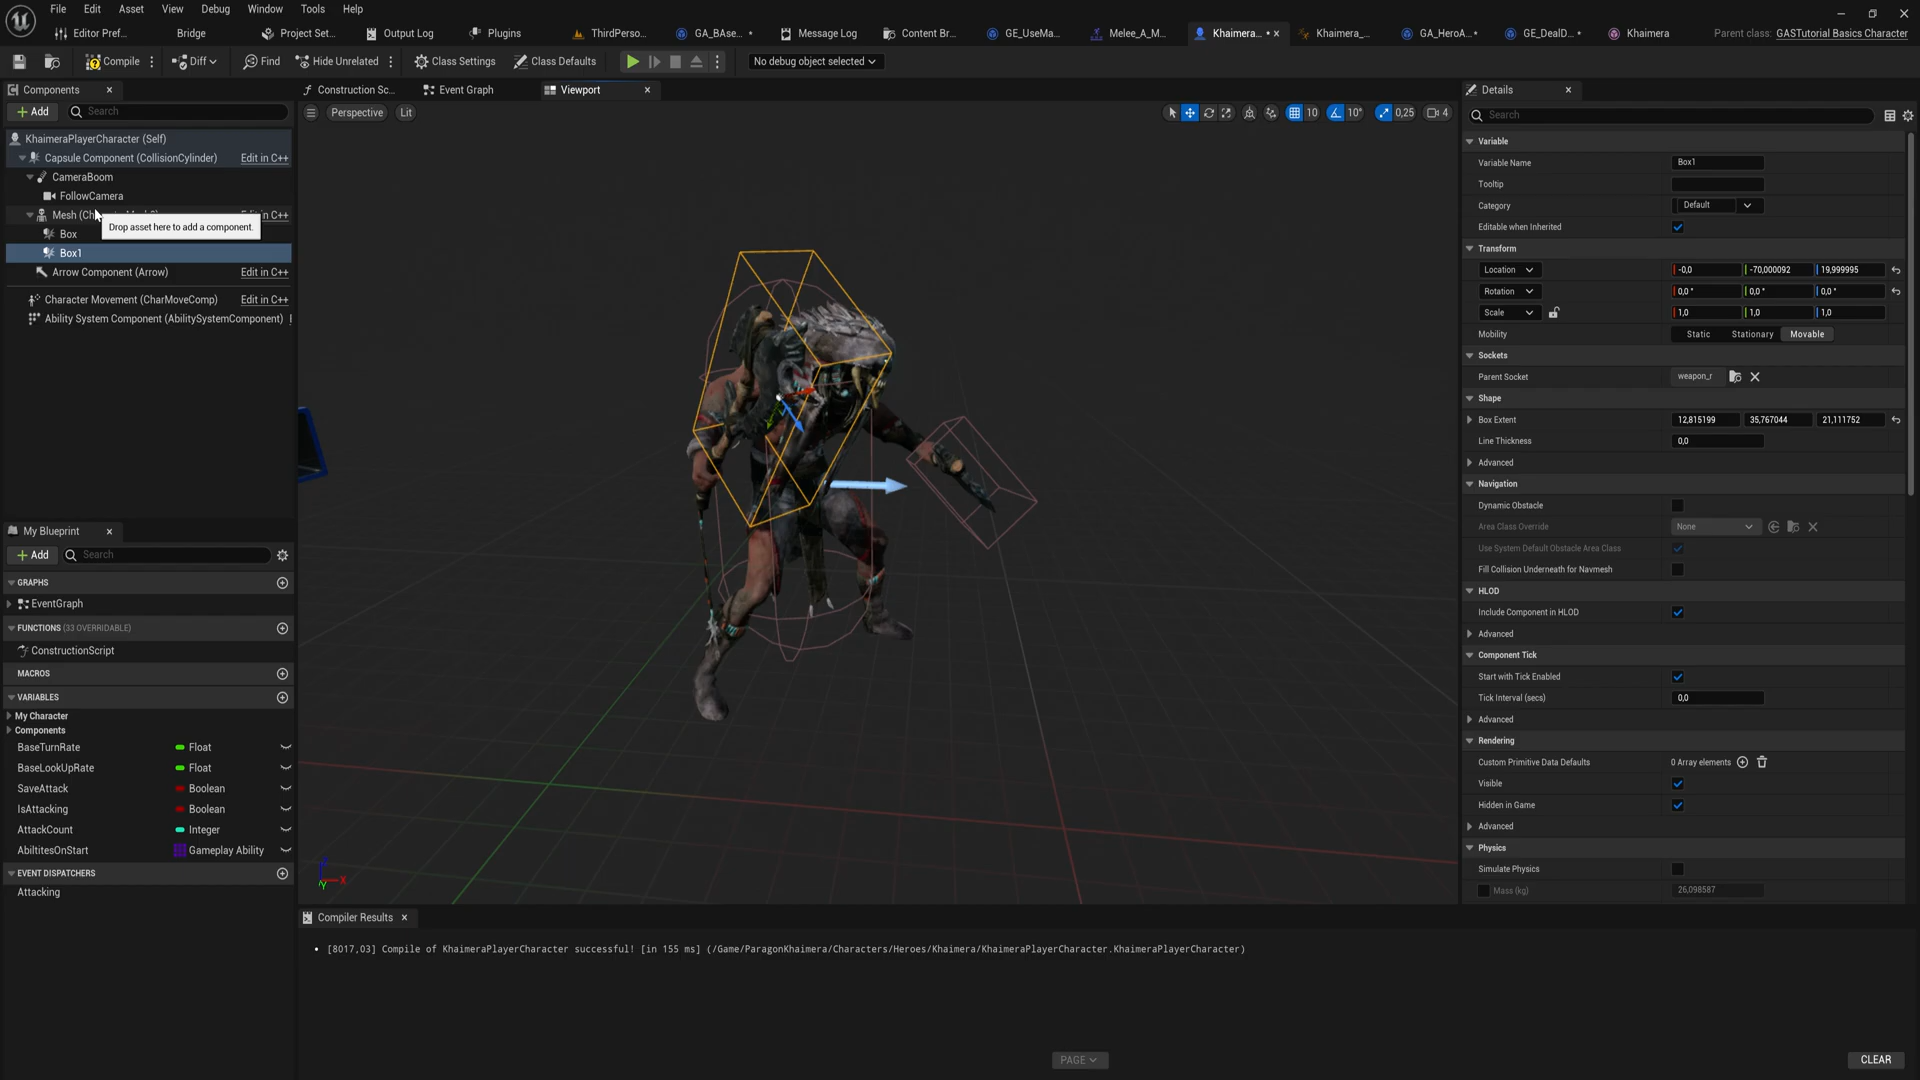 File Edit Asset View Debug Window Tools Help
Editor Pref... Bridge Project Set... Output Log Plugins ThirdPerso... GA_BAse... • Message Log Content Br... GE_UseMa... Melee_A_M... Khaimera... • Khaimera_... GA_HeroA... • GE_DealD... • Khaimera Parent class: GASTutorial Basics Character
Compile Diff Find Hide Unrelated Class Settings Class Defaults No debug object selected
Components
Add Search
KhaimeraPlayerCharacter (Self)
Capsule Component (CollisionCylinder) Edit in C++
CameraBoom
FollowCamera
Drop asset here to add a component.
Box
Box1
Arrow Component (Arrow) Edit in C++
Character Movement (CharMoveComp) Edit in C++
Ability System Component (AbilitySystemComponent)
My Blueprint
Add Search
GRAPHS
EventGraph
FUNCTIONS (33 OVERRIDABLE)
ConstructionScript
MACROS
VARIABLES
My Character
Components
BaseTurnRate Float
BaseLookUpRate Float
SaveAttack Boolean
IsAttacking Boolean
AttackCount Integer
AbiltitesOnStart Gameplay Ability
EVENT DISPATCHERS
Attacking
Construction Sc... Event Graph Viewport
Perspective Lit 10 10° 0,25 4
X
Y
Compiler Results
• [8017,03] Compile of KhaimeraPlayerCharacter successful! [in 155 ms] (/Game/ParagonKhaimera/Characters/Heroes/Khaimera/KhaimeraPlayerCharacter.KhaimeraPlayerCharacter)
PAGE CLEAR
Details
Search
Variable
Variable Name Box1
Tooltip
Category Default
Editable when Inherited
Transform
Location -0,0 -70,000092 19,999995
Rotation 0,0 ° 0,0 ° 0,0 °
Scale 1,0 1,0 1,0
Mobility Static Stationary Movable
Sockets
Parent Socket weapon_r
Shape
Box Extent 12,815199 35,767044 21,111752
Line Thickness 0,0
Advanced
Navigation
Dynamic Obstacle
Area Class Override None
Use System Default Obstacle Area Class
Fill Collision Underneath for Navmesh
HLOD
Include Component in HLOD
Advanced
Component Tick
Start with Tick Enabled
Tick Interval (secs) 0,0
Advanced
Rendering
Custom Primitive Data Defaults 0 Array elements
Visible
Hidden in Game
Advanced
Physics
Simulate Physics
Mass (kg) 26,098587